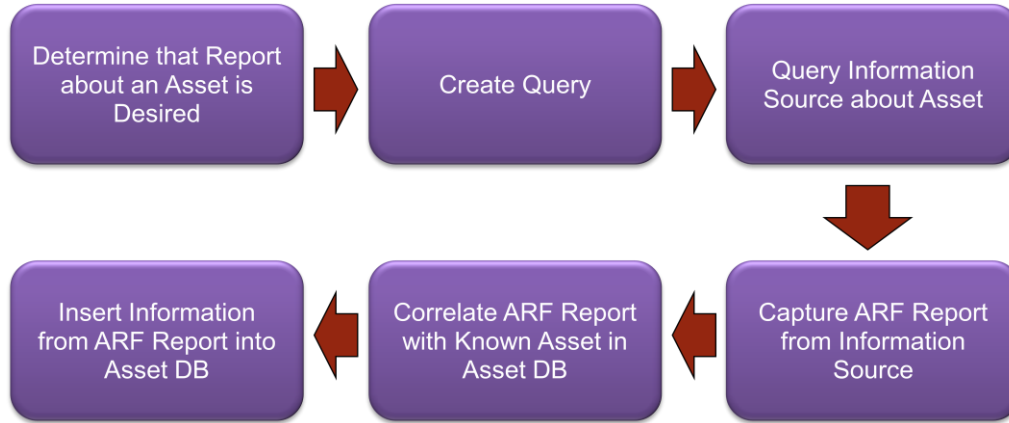 Determine that Report
about an Asset is
Desired
Create Query
Query Information
Source about Asset
Capture ARF Report
from Information
Source
Correlate ARF Report
with Known Asset in
Asset DB
Insert Information
from ARF Report into
Asset DB